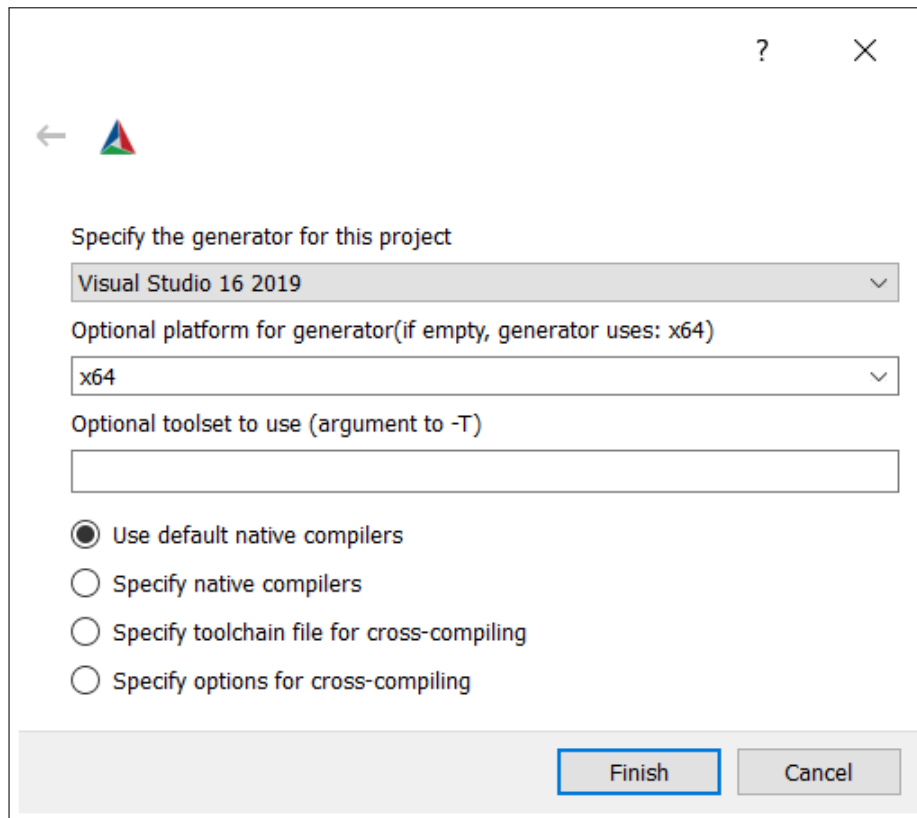 ?
Specify the generator for this project
Visual Studio 16 2019
Optional platform for generator(if empty, generator uses: x64)
x64
Optional toolset to use (argument to -T)
Use default native compilers
Specify native compilers
Specify toolchain file for cross-compiling
Specify options for cross-compiling
Finish Cancel